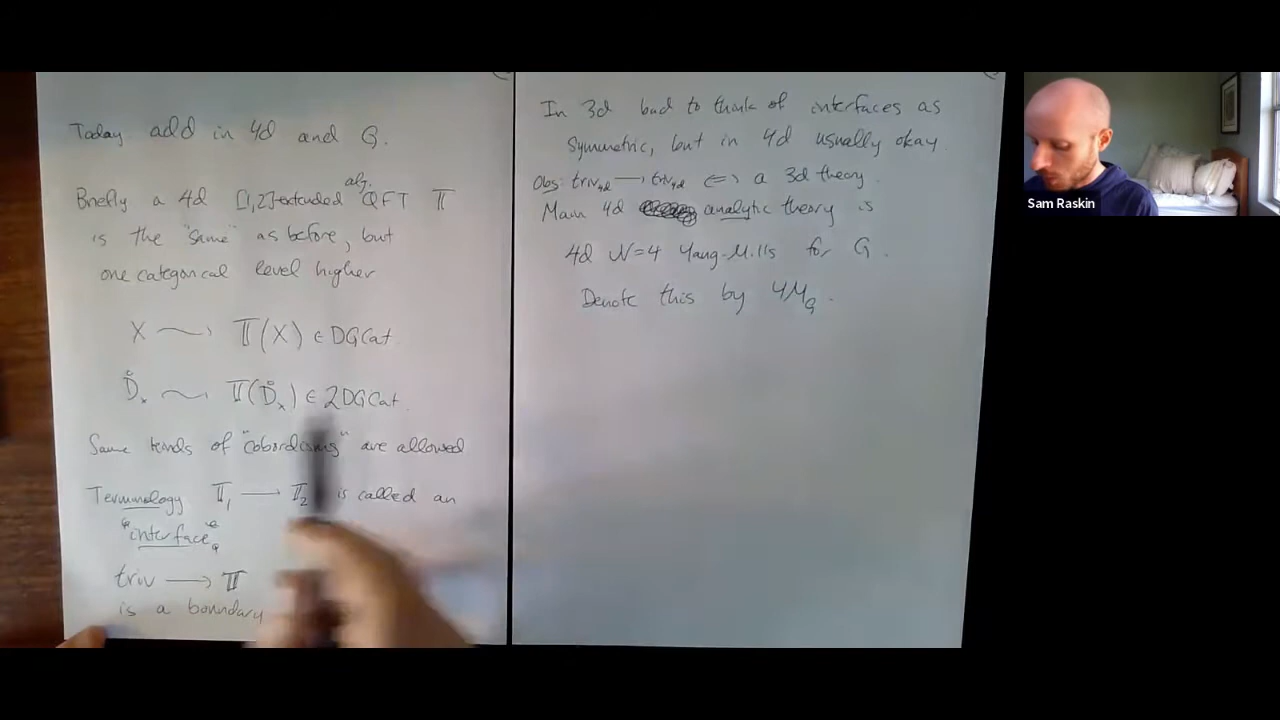 Today add in 4d and G.
Briefly a 4d [1,2]-extended alg. QFT 𝕋
is the "same" as before, but
one categorical level higher
X ⟿ 𝕋(X) ∈ DGCat.
D̊ₓ ⟿ 𝕋(D̊ₓ) ∈ 2DGCat.
Same kinds of "cobordisms" are allowed
Terminology 𝕋₁ → 𝕋₂ is called an
"interface"
triv → 𝕋
is a boundary
In 3d bad to think of interfaces as
symmetric, but in 4d usually okay.
Obs: triv₄d → triv₄d ⟺ a 3d theory.
Main 4d analytic theory is
4d N=4 Yang-Mills for G.
Denote this by YM_G.
Sam Raskin